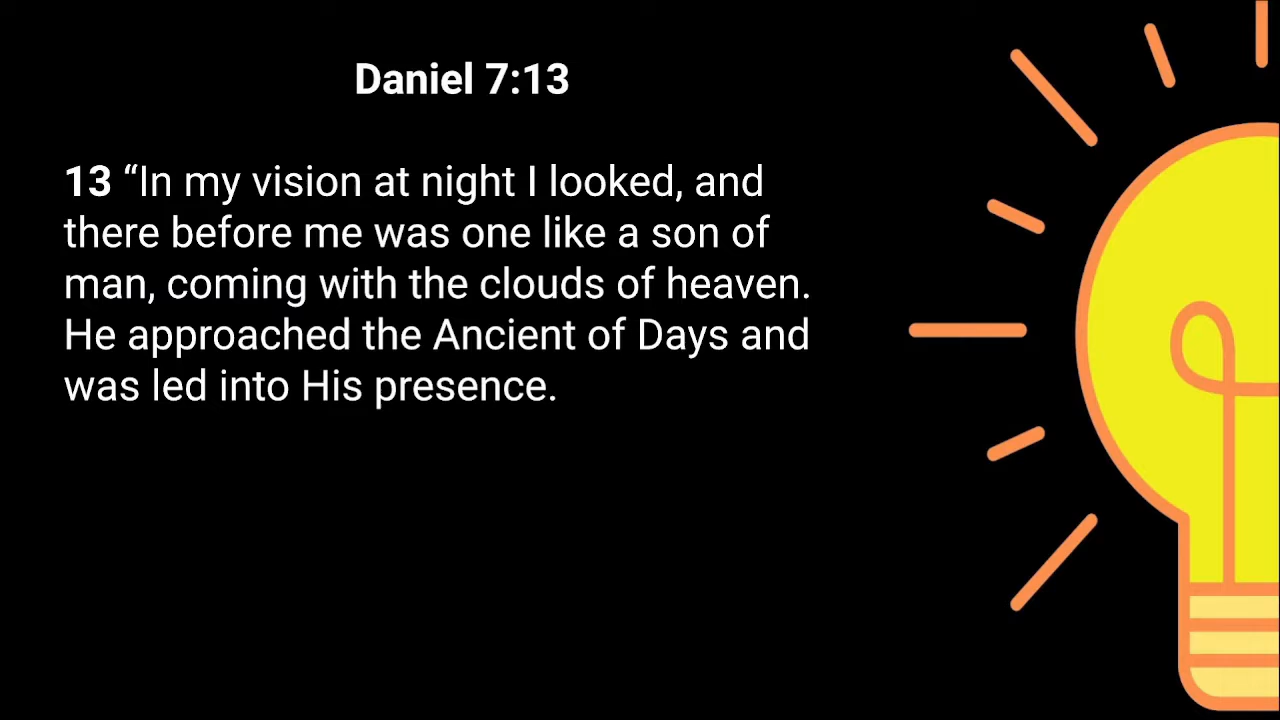 Daniel 7:13
13 “In my vision at night I looked, and
there before me was one like a son of
man, coming with the clouds of heaven.
He approached the Ancient of Days and
was led into His presence.